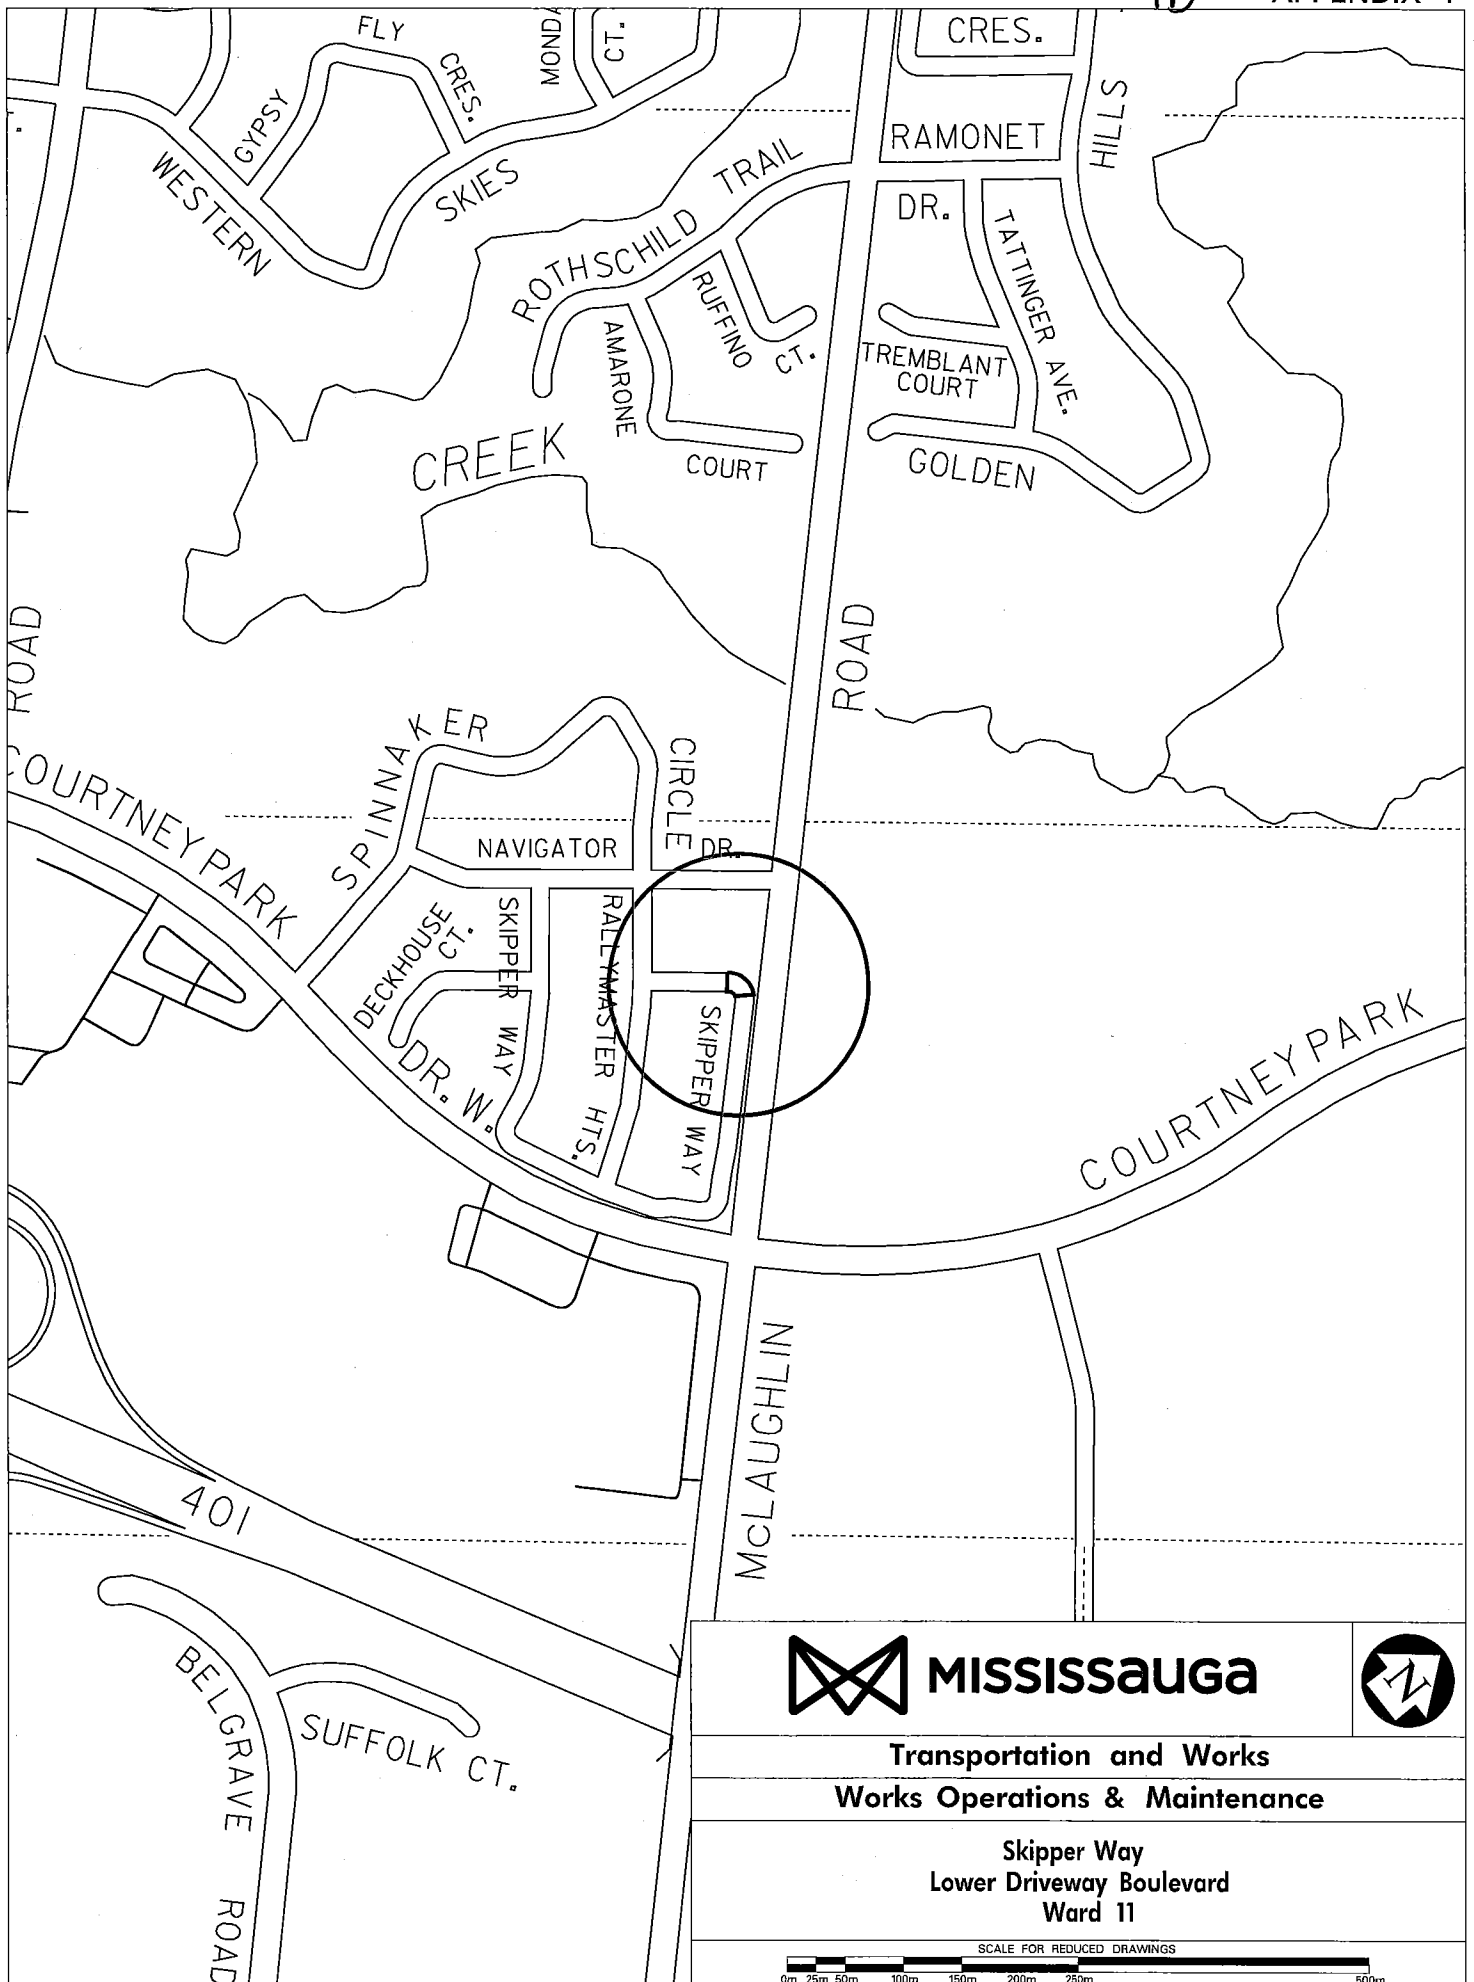 FLY
CRES.
MONDA
CT.
CRES.
HILLS
GYPSY
WESTERN
SKIES
ROTHSCHILD TRAIL
RAMONET
DR.
TATTINGER AVE.
RUFFINO
CT.
AMARONE
COURT
TREMBLANT
COURT
GOLDEN
CREEK
ROAD
ROAD
SPINNAKER
CIRCLE
COURTNEYPARK
NAVIGATOR DR.
DECKHOUSE
CT.
SKIPPER WAY
RALLYMASTER HTS.
SKIPPER WAY
DR. W.
COURTNEYPARK
McLAUGHLIN
401
BELGRAVE ROAD
SUFFOLK CT.
MISSISSauGa
N
Transportation and Works
Works Operations & Maintenance
Skipper Way
Lower Driveway Boulevard
Ward 11
SCALE FOR REDUCED DRAWINGS
0m 25m 50m 100m 150m 200m 250m 500m